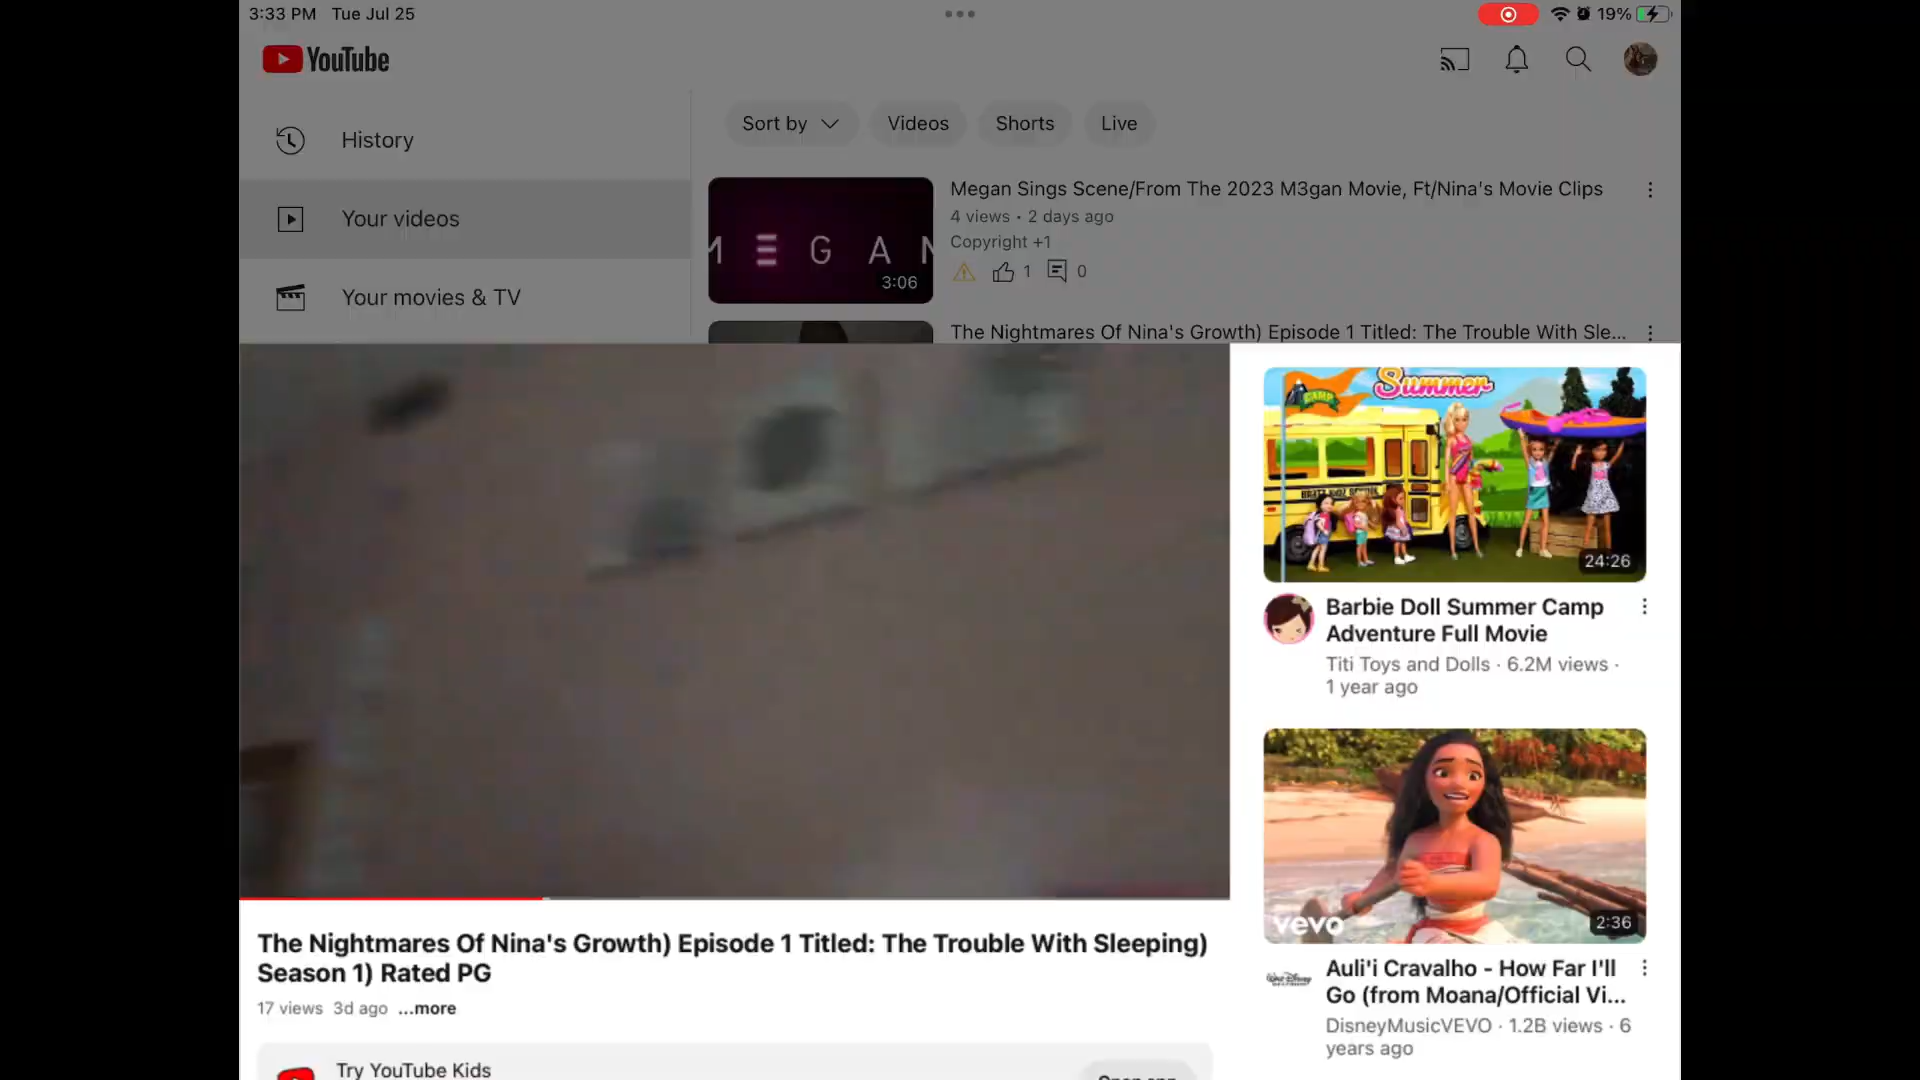 3:33 PM Tue Jul 25
19%
YouTube
History
Your videos
Your movies & TV
Sort by
Videos
Shorts
Live
MEGAN
3:06
Megan Sings Scene/From The 2023 M3gan Movie, Ft/Nina's Movie Clips
4 views • 2 days ago
Copyright +1
1
0
The Nightmares Of Nina's Growth) Episode 1 Titled: The Trouble With Sle...
The Nightmares Of Nina's Growth) Episode 1 Titled: The Trouble With Sleeping)
Season 1) Rated PG
17 views 3d ago ...more
Try YouTube Kids
Open app
CAMP
Summer
24:26
Barbie Doll Summer Camp
Adventure Full Movie
Titi Toys and Dolls · 6.2M views ·
1 year ago
vevo
2:36
Auli'i Cravalho - How Far I'll
Go (from Moana/Official Vi...
DisneyMusicVEVO · 1.2B views · 6
years ago